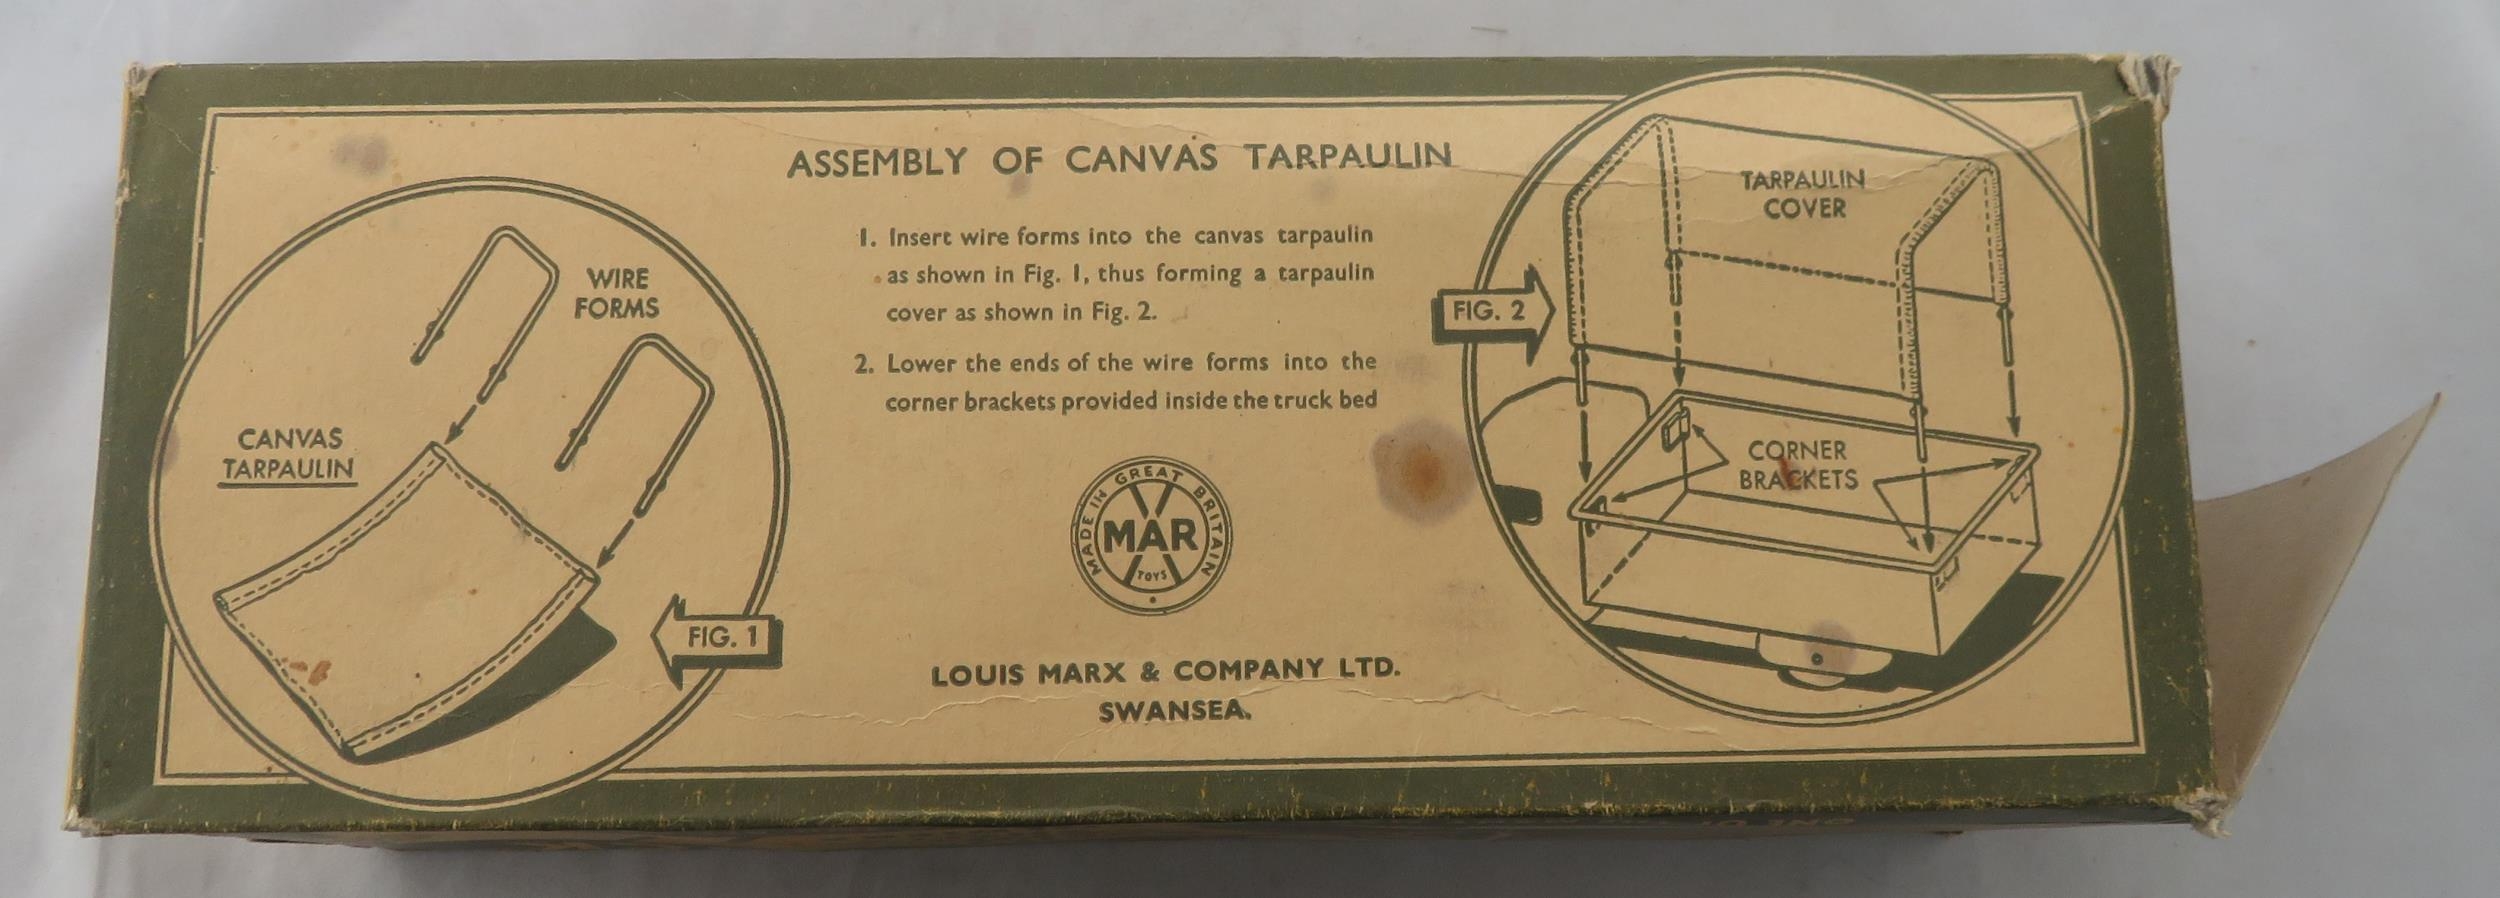 ASSEMBLY OF CANVAS TARPAULIN
1. Insert wire forms into the canvas tarpaulin
as shown in Fig. 1, thus forming a tarpaulin
cover as shown in Fig. 2.
2. Lower the ends of the wire forms into the
corner brackets provided inside the truck bed
WIRE
FORMS
CANVAS
TARPAULIN
FIG. 1
MADE IN GREAT BRITAIN
MAR
TOYS
LOUIS MARX & COMPANY LTD.
SWANSEA.
FIG. 2
TARPAULIN
COVER
CORNER
BRACKETS